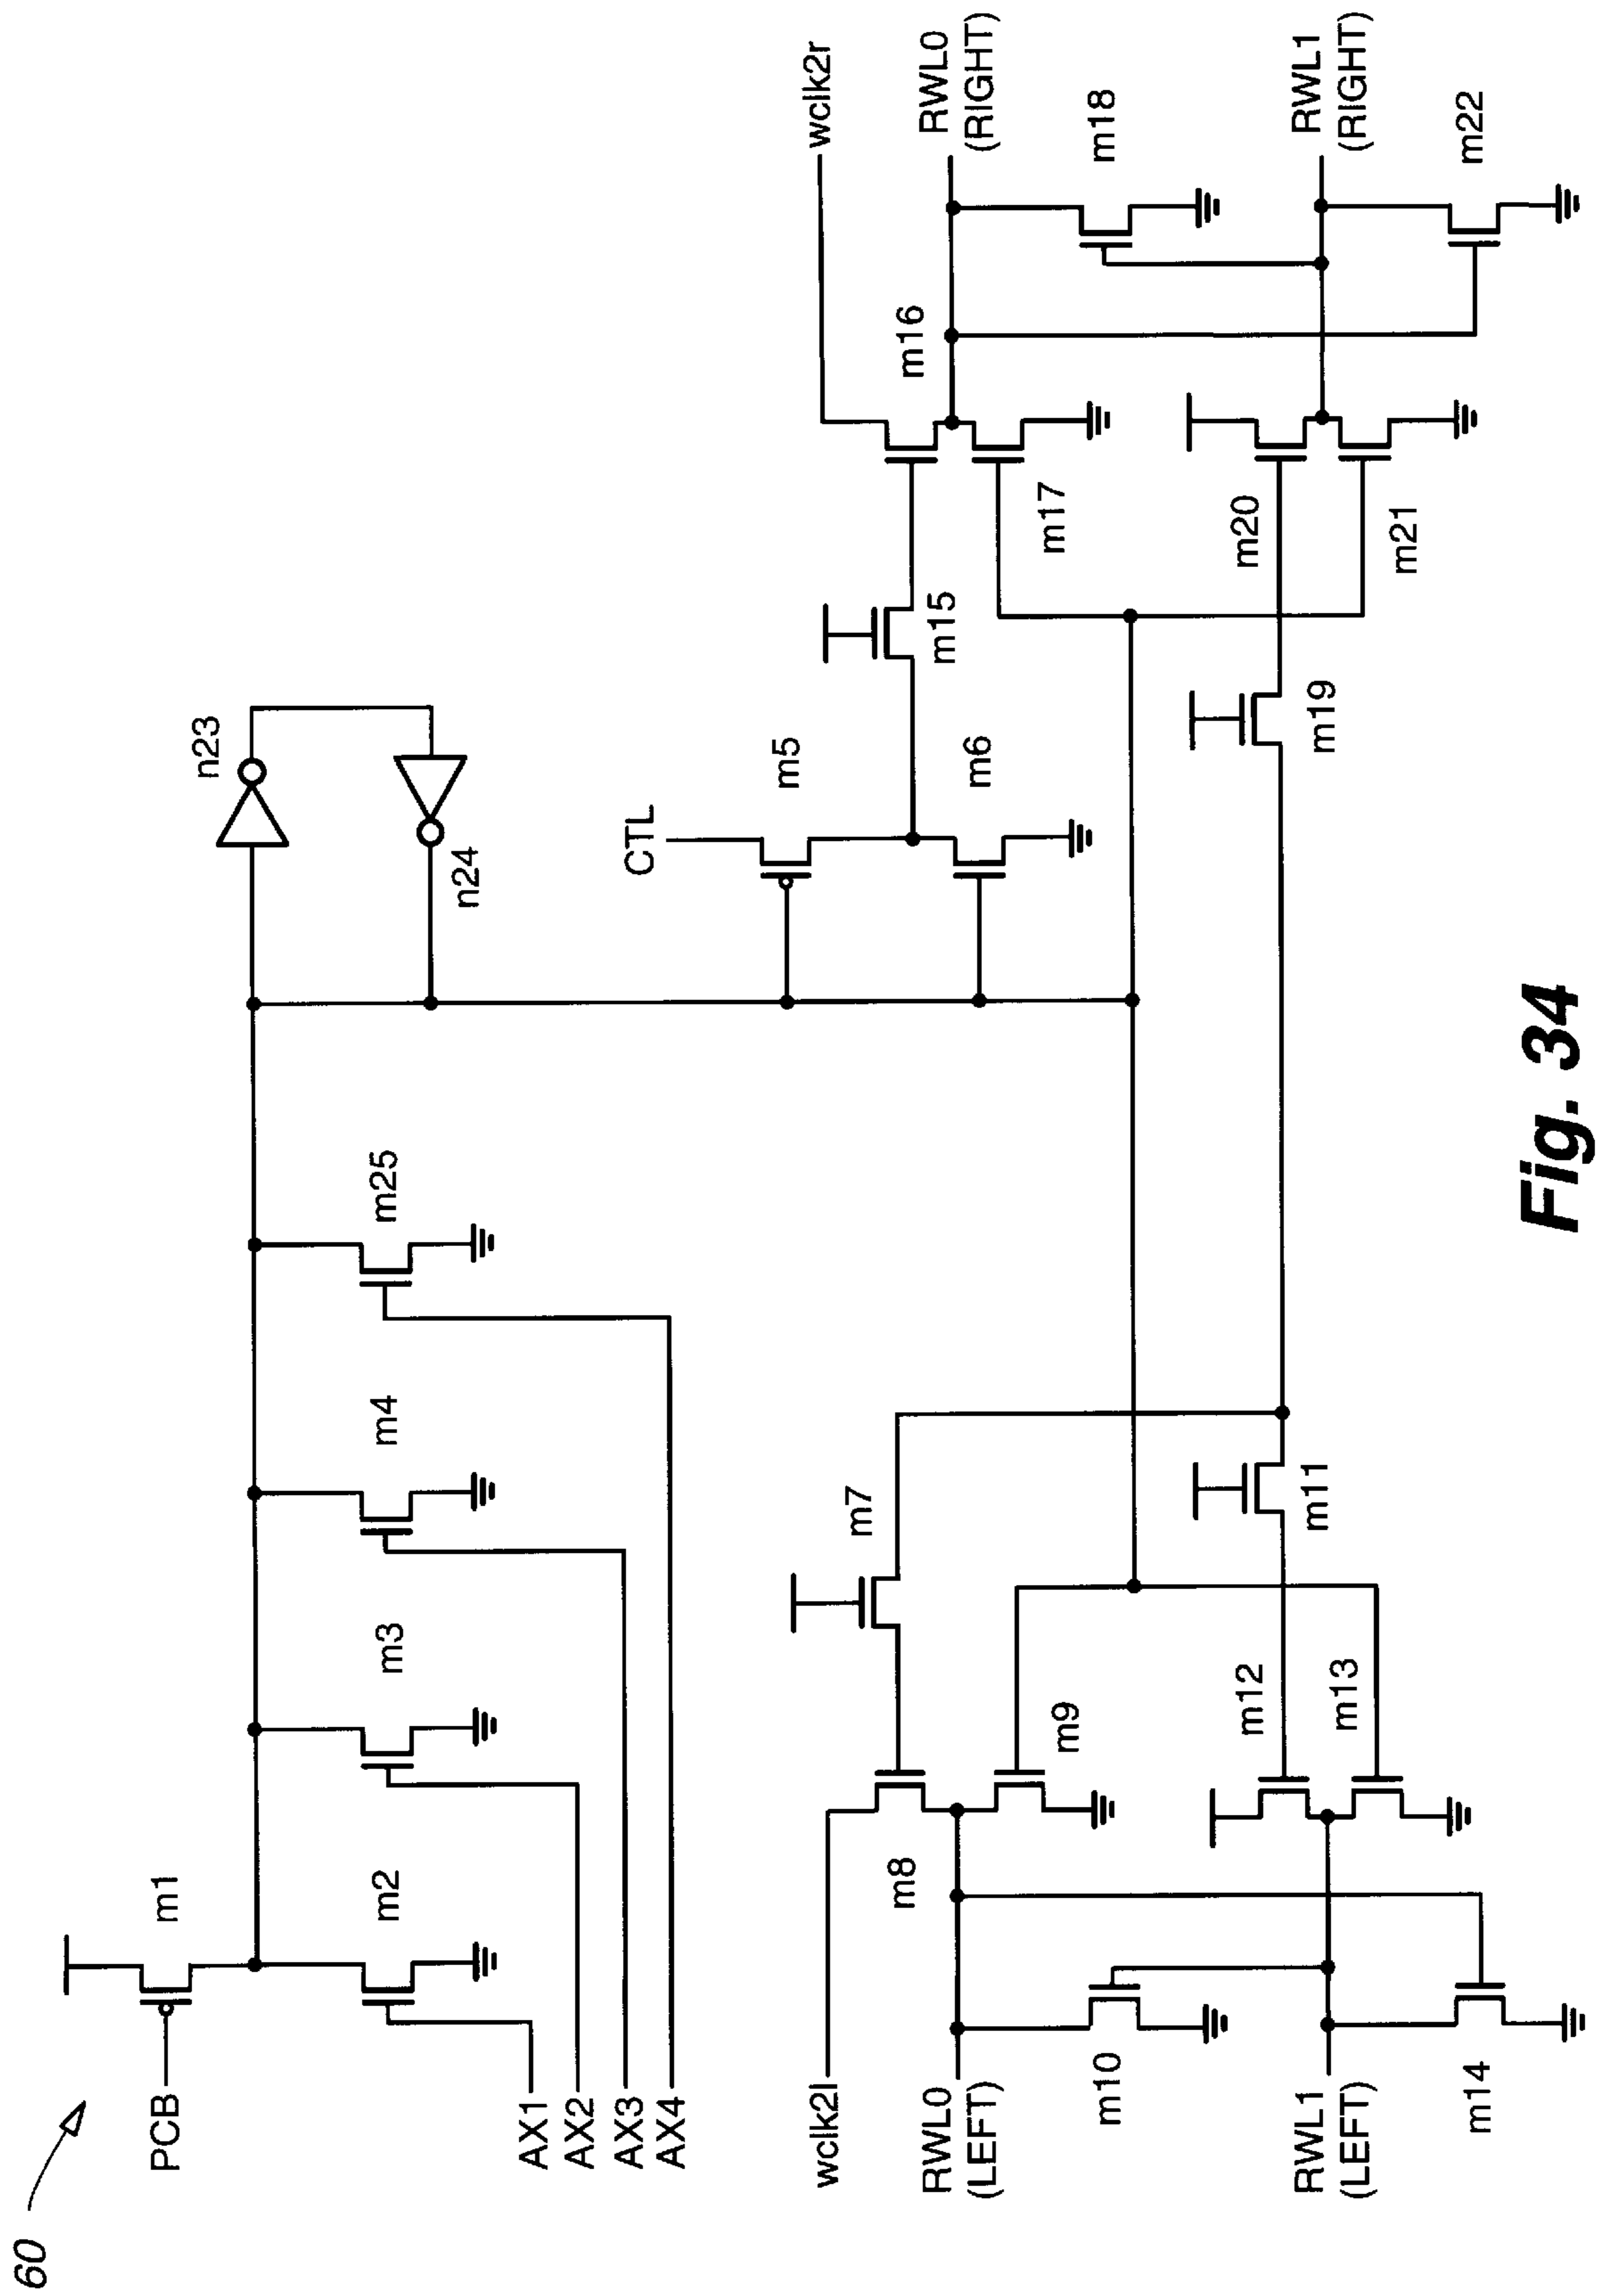 60
PCB
m1
m2
m3
m4
m25
n23
n24
AX1
AX2
AX3
AX4
CTL
m5
m6
m15
wclk2r
m16
RWL0
(RIGHT)
m17
m18
RWL1
(RIGHT)
m19
m20
m21
m22
wclk2l
m7
m8
RWL0
(LEFT)
m9
m10
m11
m12
m13
RWL1
(LEFT)
m14
Fig. 34